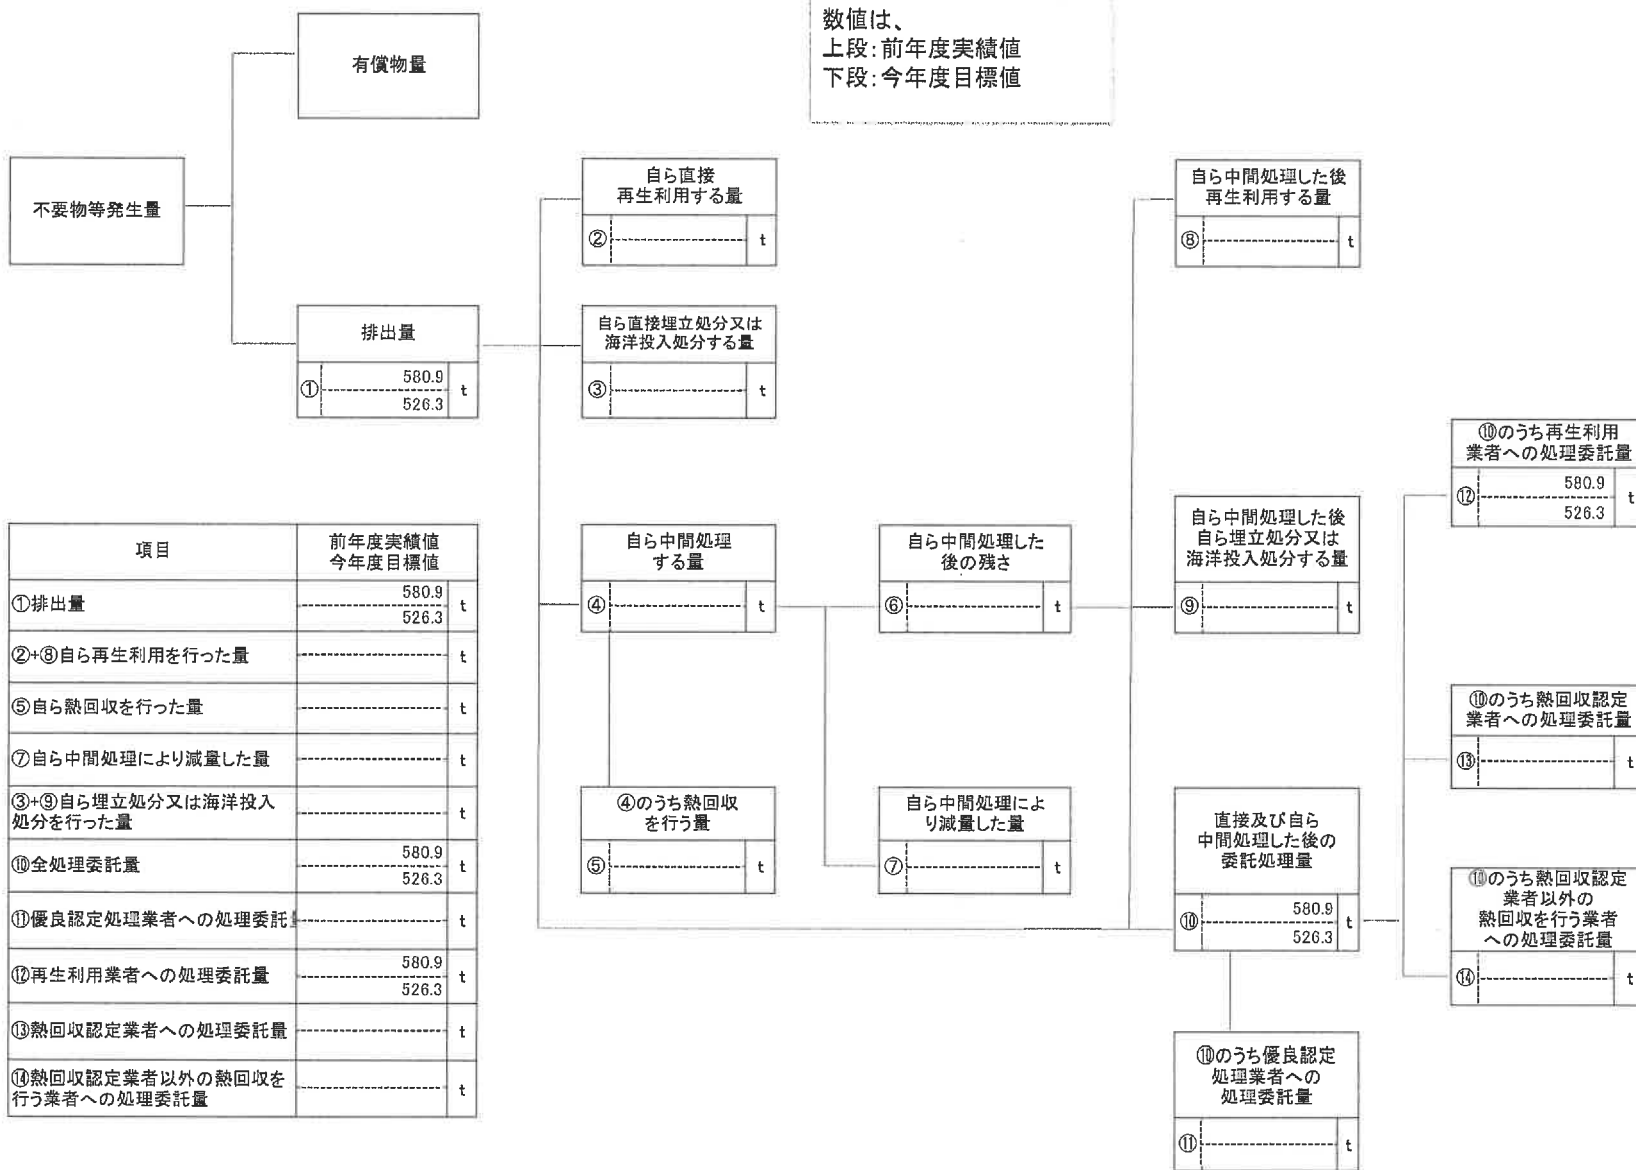 数値は、
上段:前年度実績値
下段:今年度目標値
有償物量
不要物等発生量
排出量
① 580.9 t
526.3
自ら直接
再生利用する量
② t
自ら直接埋立処分又は
海洋投入処分する量
③ t
自ら中間処理
する量
④ t
④のうち熱回収
を行う量
⑤ t
自ら中間処理した
後の残さ
⑥ t
自ら中間処理によ
り減量した量
⑦ t
自ら中間処理した後
再生利用する量
⑧ t
自ら中間処理した後
自ら埋立処分又は
海洋投入処分する量
⑨ t
直接及び自ら
中間処理した後の
委託処理量
⑩ 580.9 t
526.3
⑩のうち優良認定
処理業者への
処理委託量
⑪ t
⑩のうち再生利用
業者への処理委託量
⑫ 580.9 t
526.3
⑩のうち熱回収認定
業者への処理委託量
⑬ t
⑩のうち熱回収認定
業者以外の
熱回収を行う業者
への処理委託量
⑭ t
項目 前年度実績値
今年度目標値
①排出量 580.9 t
526.3
②+⑧自ら再生利用を行った量 t
⑤自ら熱回収を行った量 t
⑦自ら中間処理により減量した量 t
③+⑨自ら埋立処分又は海洋投入
処分を行った量 t
⑩全処理委託量 580.9 t
526.3
⑪優良認定処理業者への処理委託 t
⑫再生利用業者への処理委託量 580.9 t
526.3
⑬熱回収認定業者への処理委託量 t
⑭熱回収認定業者以外の熱回収を
行う業者への処理委託量 t